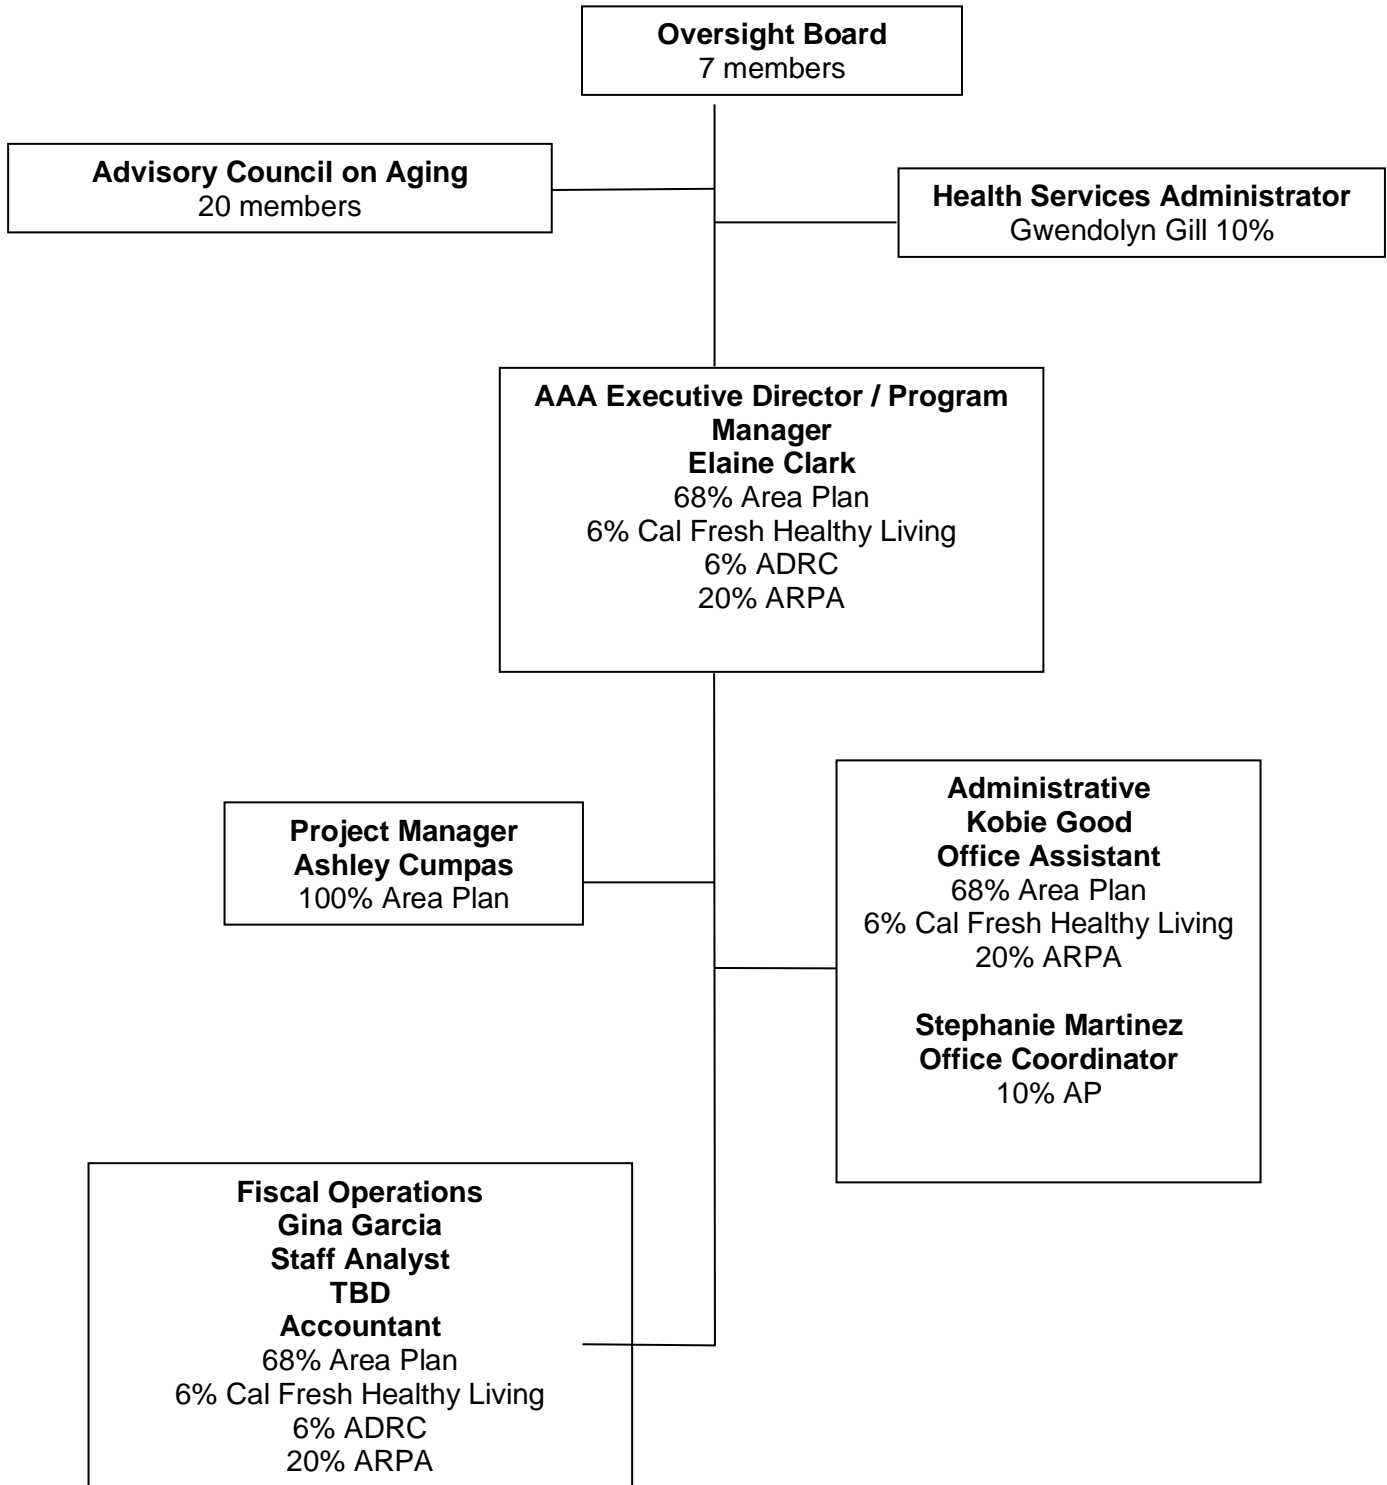 Oversight Board
7 members
Advisory Council on Aging
20 members
Health Services Administrator
Gwendolyn Gill 10%
AAA Executive Director / Program
Manager
Elaine Clark
68% Area Plan
6% Cal Fresh Healthy Living
6% ADRC
20% ARPA
Project Manager
Ashley Cumpas
100% Area Plan
Administrative
Kobie Good
Office Assistant
68% Area Plan
6% Cal Fresh Healthy Living
20% ARPA
Stephanie Martinez
Office Coordinator
10% AP
Fiscal Operations
Gina Garcia
Staff Analyst
TBD
Accountant
68% Area Plan
6% Cal Fresh Healthy Living
6% ADRC
20% ARPA